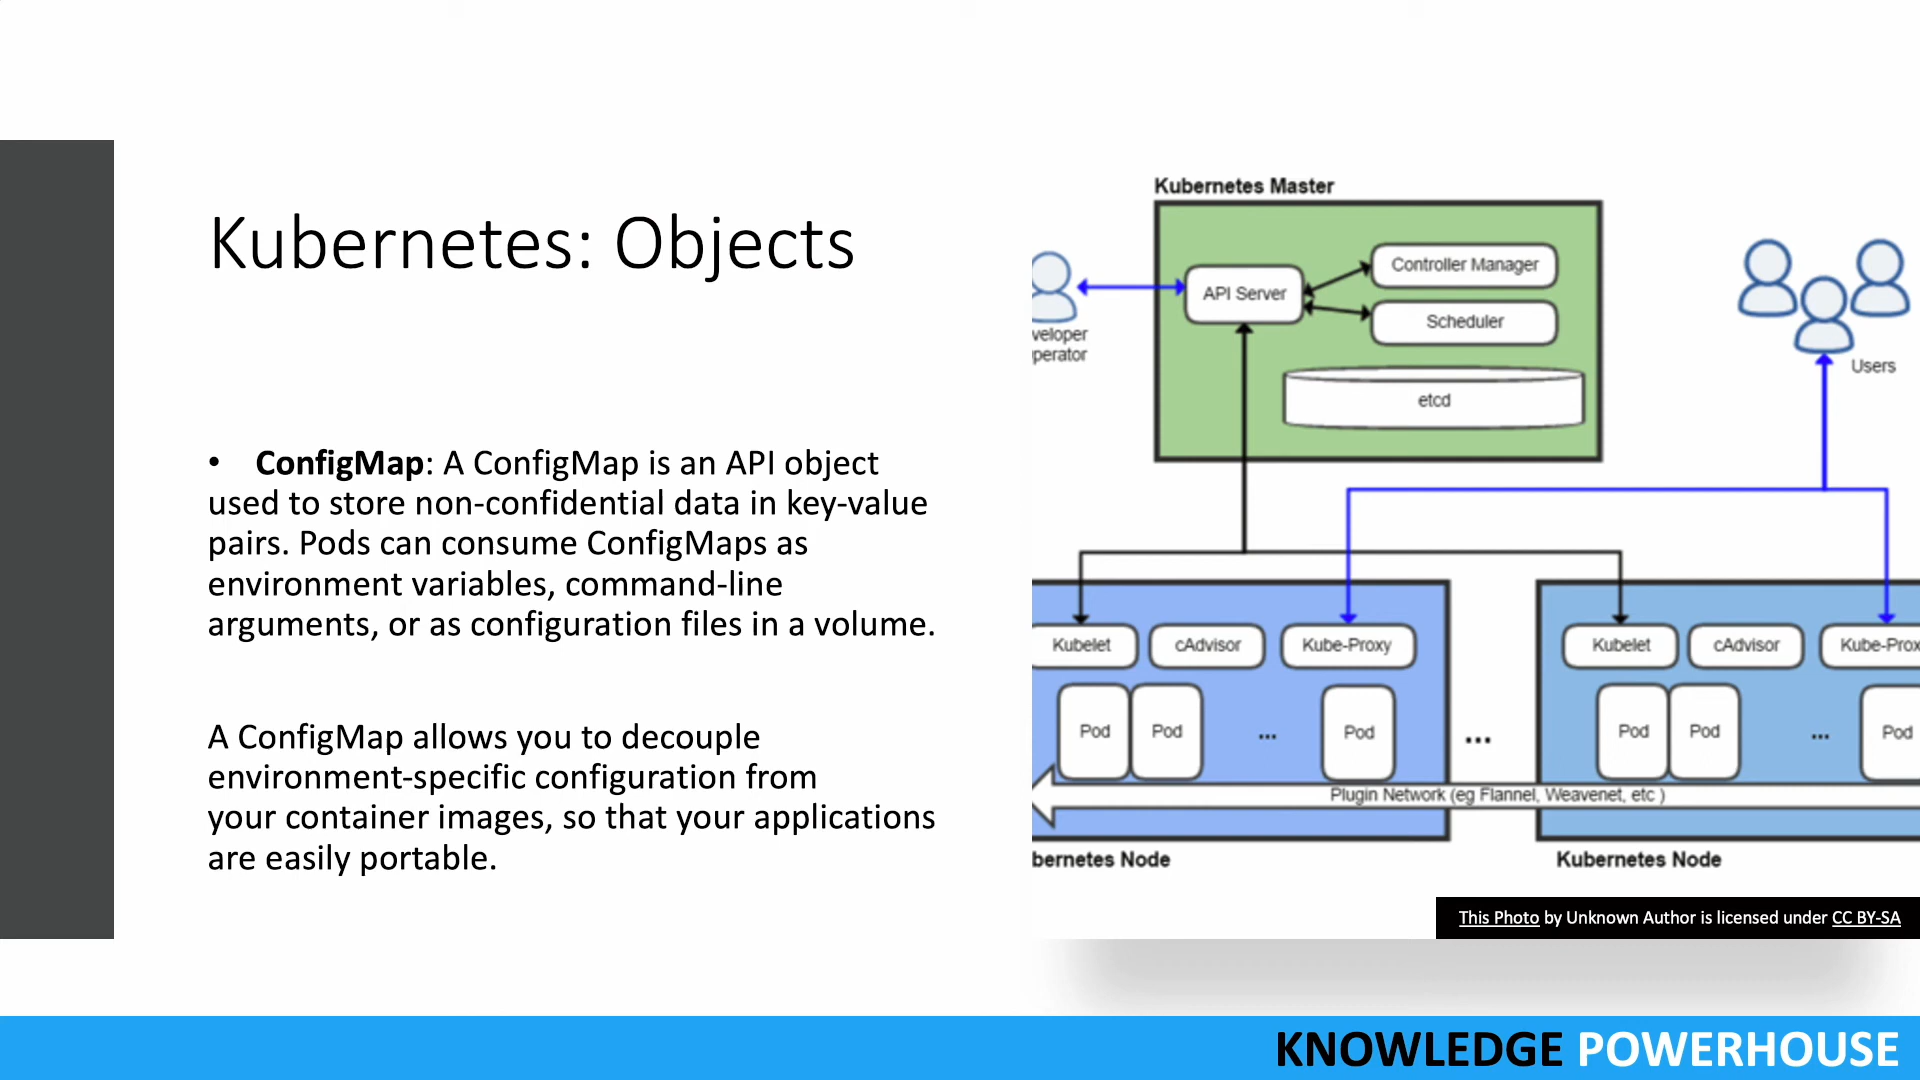 Kubernetes: Objects
• ConfigMap: A ConfigMap is an API object
used to store non-confidential data in key-value
pairs. Pods can consume ConfigMaps as
environment variables, command-line
arguments, or as configuration files in a volume.
A ConfigMap allows you to decouple
environment-specific configuration from
your container images, so that your applications
are easily portable.
Kubernetes Master
API Server
Controller Manager
Scheduler
etcd
veloper
perator
Users
Kubelet
cAdvisor
Kube-Proxy
Pod
Pod
...
Pod
...
Kubelet
cAdvisor
Kube-Prox
Pod
Pod
...
Pod
Plugin Network (eg Flannel, Weavenet, etc )
bernetes Node
Kubernetes Node
This Photo by Unknown Author is licensed under CC BY-SA
KNOWLEDGE POWERHOUSE